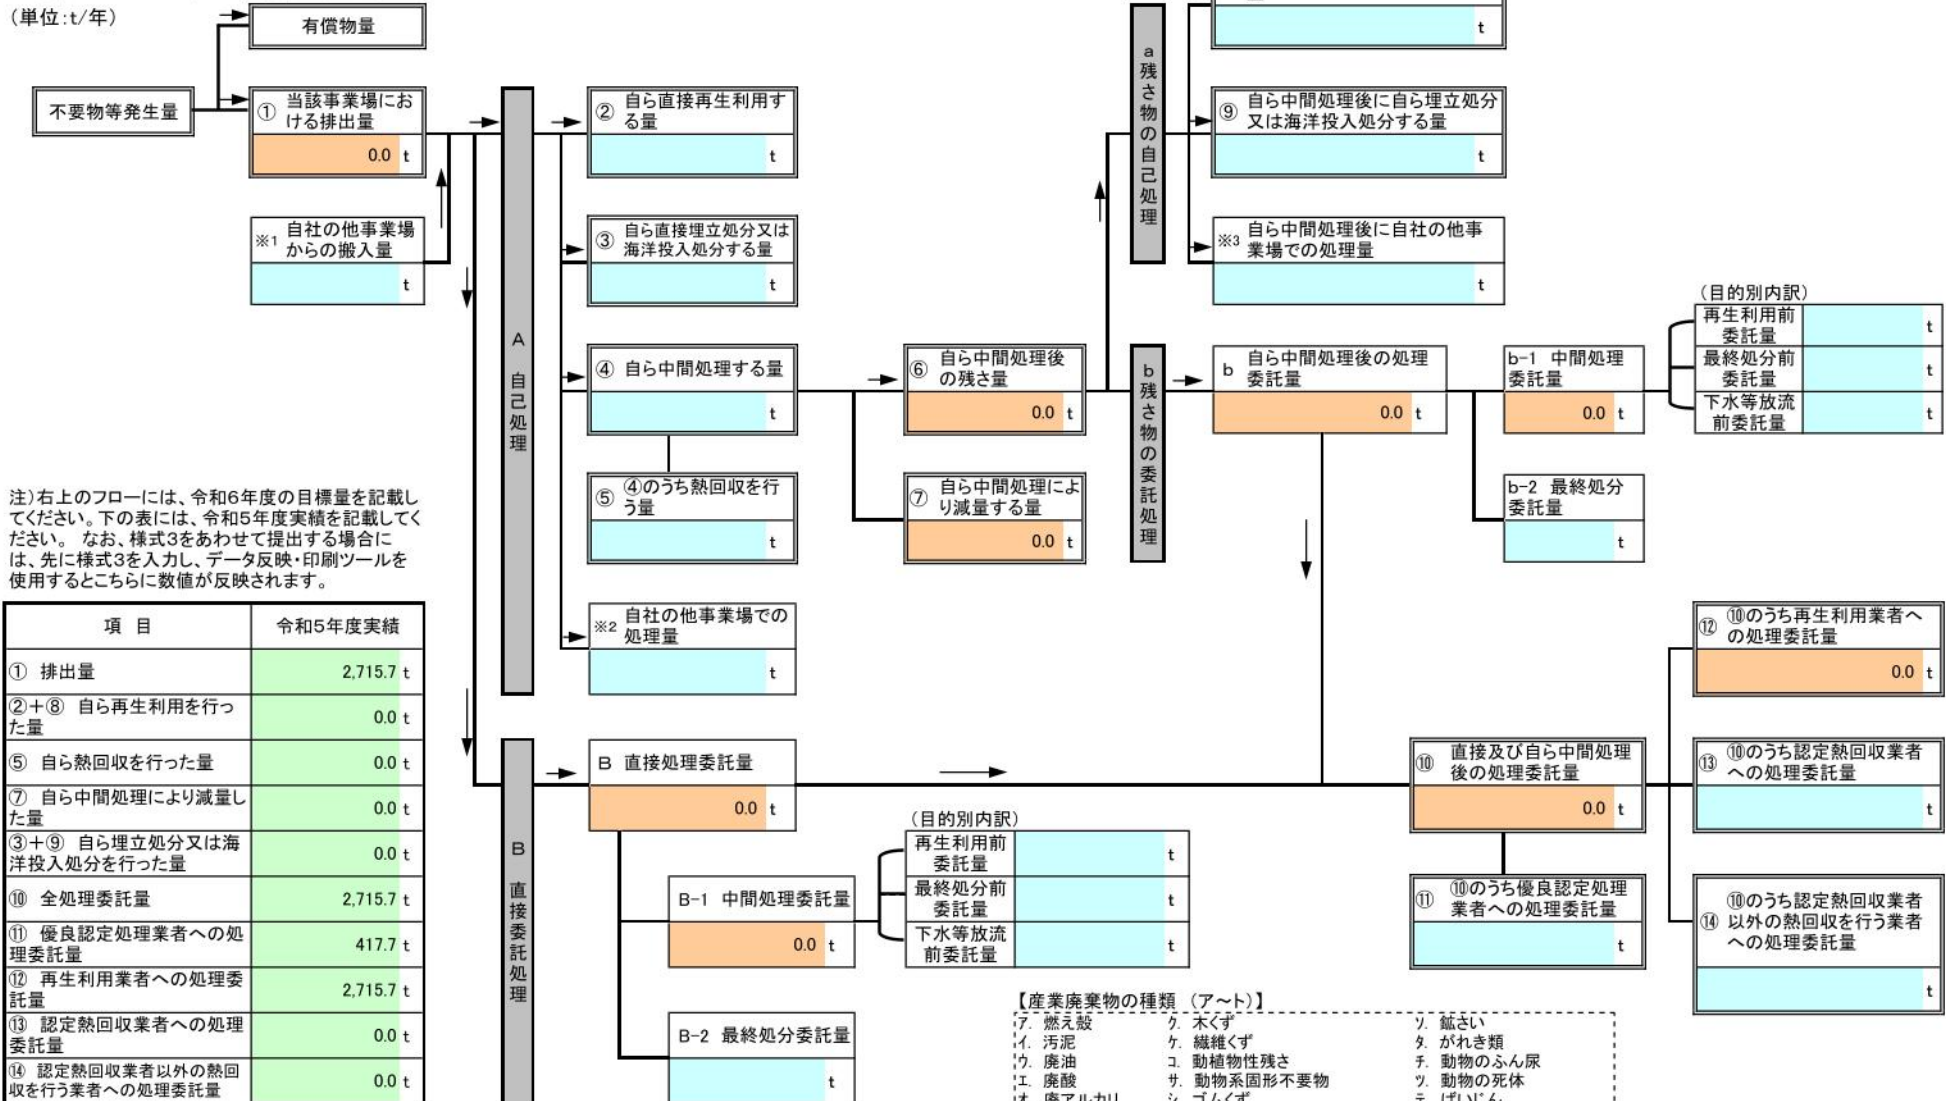 (単位:t/年)
有償物量
不要物等発生量
① 当該事業場にお
ける排出量
0.0 t
※1 自社の他事業場
からの搬入量
t
A 自己処理
② 自ら直接再生利用す
る量
t
③ 自ら直接埋立処分又は
海洋投入処分する量
t
④ 自ら中間処理する量
t
⑤ ④のうち熱回収を行
う量
t
※2 自社の他事業場での
処理量
t
⑥ 自ら中間処理後
の残さ量
0.0 t
⑦ 自ら中間処理によ
り減量する量
0.0 t
a 残さ物の自己処理
t
⑨ 自ら中間処理後に自ら埋立処分
又は海洋投入処分する量
t
※3 自ら中間処理後に自社の他事
業場での処理量
t
b 残さ物の委託処理
b 自ら中間処理後の処理
委託量
0.0 t
b-1 中間処理
委託量
0.0 t
(目的別内訳)
再生利用前
委託量
t
最終処分前
委託量
t
下水等放流
前委託量
t
b-2 最終処分
委託量
t
注)右上のフローには、令和6年度の目標量を記載し
てください。下の表には、令和5年度実績を記載してく
ださい。 なお、様式3をあわせて提出する場合に
は、先に様式3を入力し、データ反映・印刷ツールを
使用するとこちらに数値が反映されます。
項 目 令和5年度実績
① 排出量 2,715.7 t
②+⑧ 自ら再生利用を行っ
た量
0.0 t
⑤ 自ら熱回収を行った量 0.0 t
⑦ 自ら中間処理により減量し
た量
0.0 t
③+⑨ 自ら埋立処分又は海
洋投入処分を行った量
0.0 t
⑩ 全処理委託量 2,715.7 t
⑪ 優良認定処理業者への処
理委託量
417.7 t
⑫ 再生利用業者への処理委
託量
2,715.7 t
⑬ 認定熱回収業者への処理
委託量
0.0 t
⑭ 認定熱回収業者以外の熱回
収を行う業者への処理委託量
0.0 t
B 直接委託処理
B 直接処理委託量
0.0 t
B-1 中間処理委託量
0.0 t
(目的別内訳)
再生利用前
委託量
t
最終処分前
委託量
t
下水等放流
前委託量
t
B-2 最終処分委託量
t
⑩ 直接及び自ら中間処理
後の処理委託量
0.0 t
⑪ ⑩のうち優良認定処理
業者への処理委託量
t
⑫ ⑩のうち再生利用業者へ
の処理委託量
0.0 t
⑬ ⑩のうち認定熱回収業者
への処理委託量
t
⑭ ⑩のうち認定熱回収業者
以外の熱回収を行う業者
への処理委託量
t
【産業廃棄物の種類 (ア～ト)】
ア. 燃え殻 ク. 木くず ソ. 鉱さい
イ. 汚泥 ケ. 繊維くず タ. がれき類
ウ. 廃油 コ. 動植物性残さ チ. 動物のふん尿
エ. 廃酸 サ. 動物系固形不要物 ツ. 動物の死体
オ. 廃アルカリ シ. ゴムくず テ. ばいじん